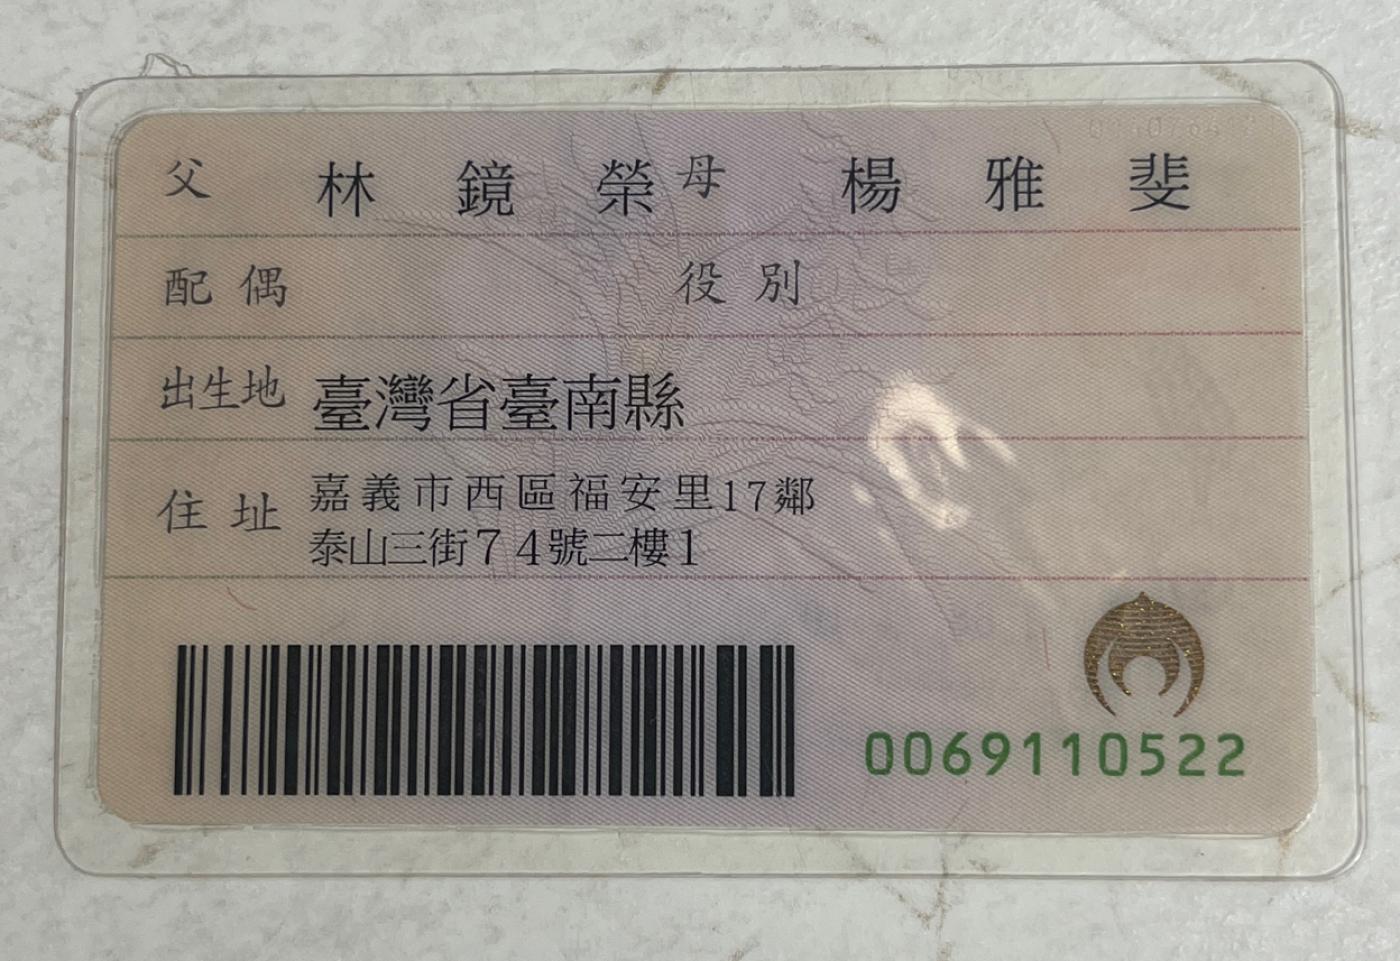 父 林鏡榮 母 楊雅斐
配偶 役別
出生地 臺灣省臺南縣
住址 嘉義市西區福安里17鄰
泰山三街74號二樓1
0069110522